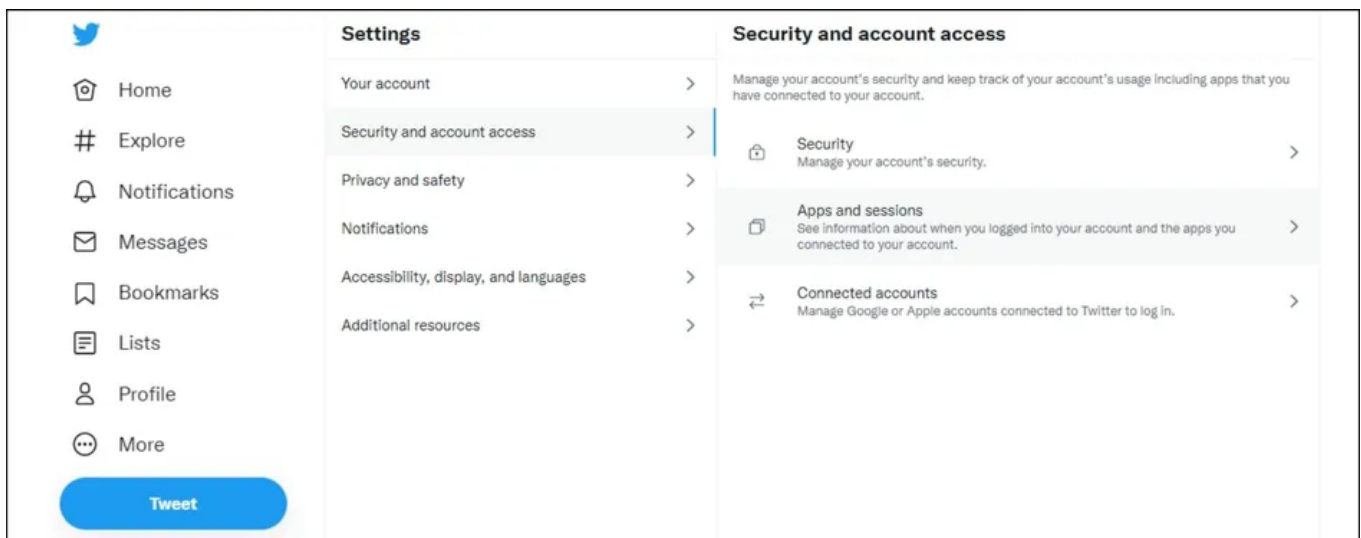 Home
Explore
Notifications
Messages
Bookmarks
Lists
Profile
More
Tweet
Settings
Your account
Security and account access
Privacy and safety
Notifications
Accessibility, display, and languages
Additional resources
Security and account access
Manage your account's security and keep track of your account's usage including apps that you
have connected to your account.
Security
Manage your account's security.
Apps and sessions
See information about when you logged into your account and the apps you
connected to your account.
Connected accounts
Manage Google or Apple accounts connected to Twitter to log in.